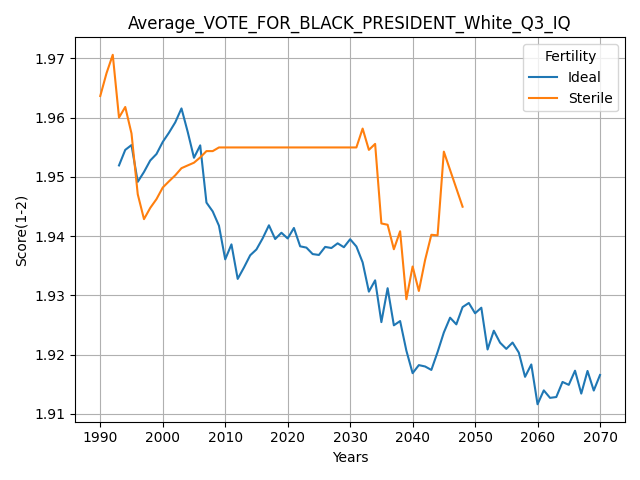 Average_VOTE_FOR_BLACK_PRESIDENT_White_Q3_IQ
Fertility
Ideal
Sterile
Score(1-2)
1.97
1.96
1.95
1.94
1.93
1.92
1.91
1990 2000 2010 2020 2030 2040 2050 2060 2070
Years